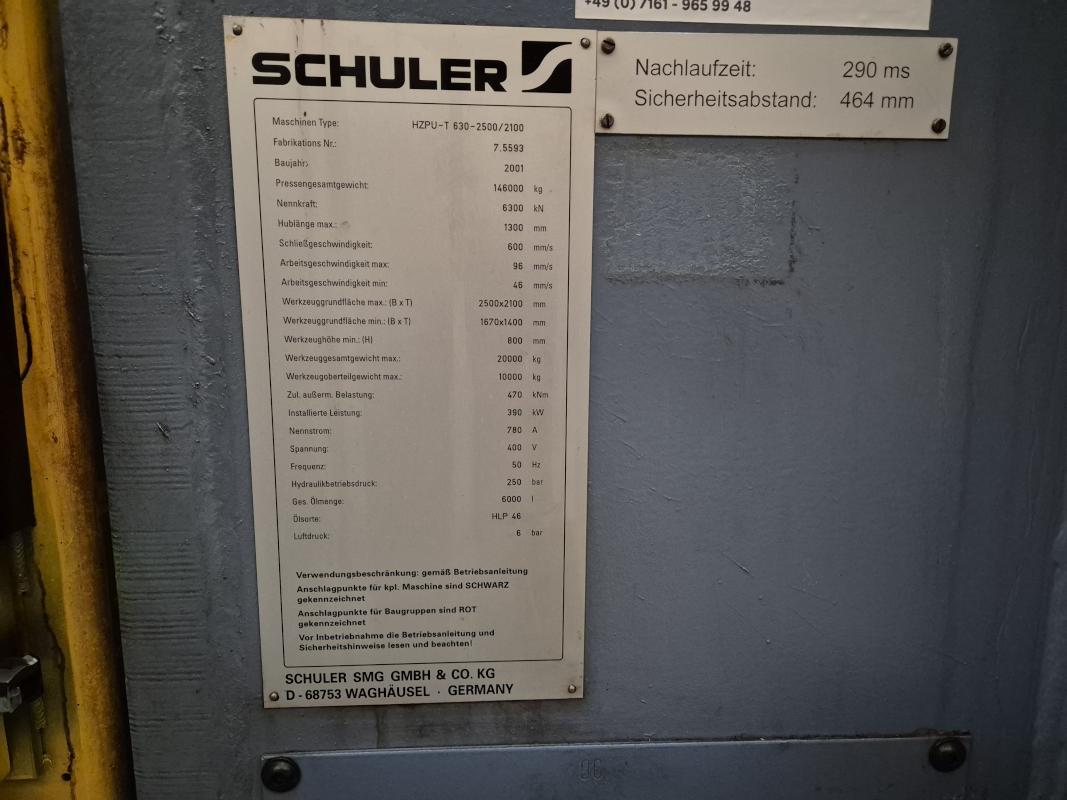 +49 (0) 7161 - 965 99 48
SCHULER
Nachlaufzeit: 290 ms
Sicherheitsabstand: 464 mm
Maschinen Type: HZPU-T 630-2500/2100
Fabrikations Nr.: 7.5593
Baujahr: 2001
Pressengesamtgewicht: 146000 kg
Nennkraft: 6300 kN
Hublänge max.: 1300 mm
Schließgeschwindigkeit: 600 mm/s
Arbeitsgeschwindigkeit max: 96 mm/s
Arbeitsgeschwindigkeit min: 46 mm/s
Werkzeuggrundfläche max.: (B x T) 2500x2100 mm
Werkzeuggrundfläche min.: (B x T) 1670x1400 mm
Werkzeughöhe min.: (H) 800 mm
Werkzeuggesamtgewicht max.: 20000 kg
Werkzeugoberteilgewicht max.: 10000 kg
Zul. außerm. Belastung: 470 kNm
Installierte Leistung: 390 kW
Nennstrom: 780 A
Spannung: 400 V
Frequenz: 50 Hz
Hydraulikbetriebsdruck: 250 bar
Ges. Ölmenge: 6000 l
Ölsorte: HLP 46
Luftdruck: 6 bar
Verwendungsbeschränkung: gemäß Betriebsanleitung
Anschlagpunkte für kpl. Maschine sind SCHWARZ
gekennzeichnet
Anschlagpunkte für Baugruppen sind ROT
gekennzeichnet
Vor Inbetriebnahme die Betriebsanleitung und
Sicherheitshinweise lesen und beachten!
SCHULER SMG GMBH & CO. KG
D - 68753 WAGHÄUSEL · GERMANY